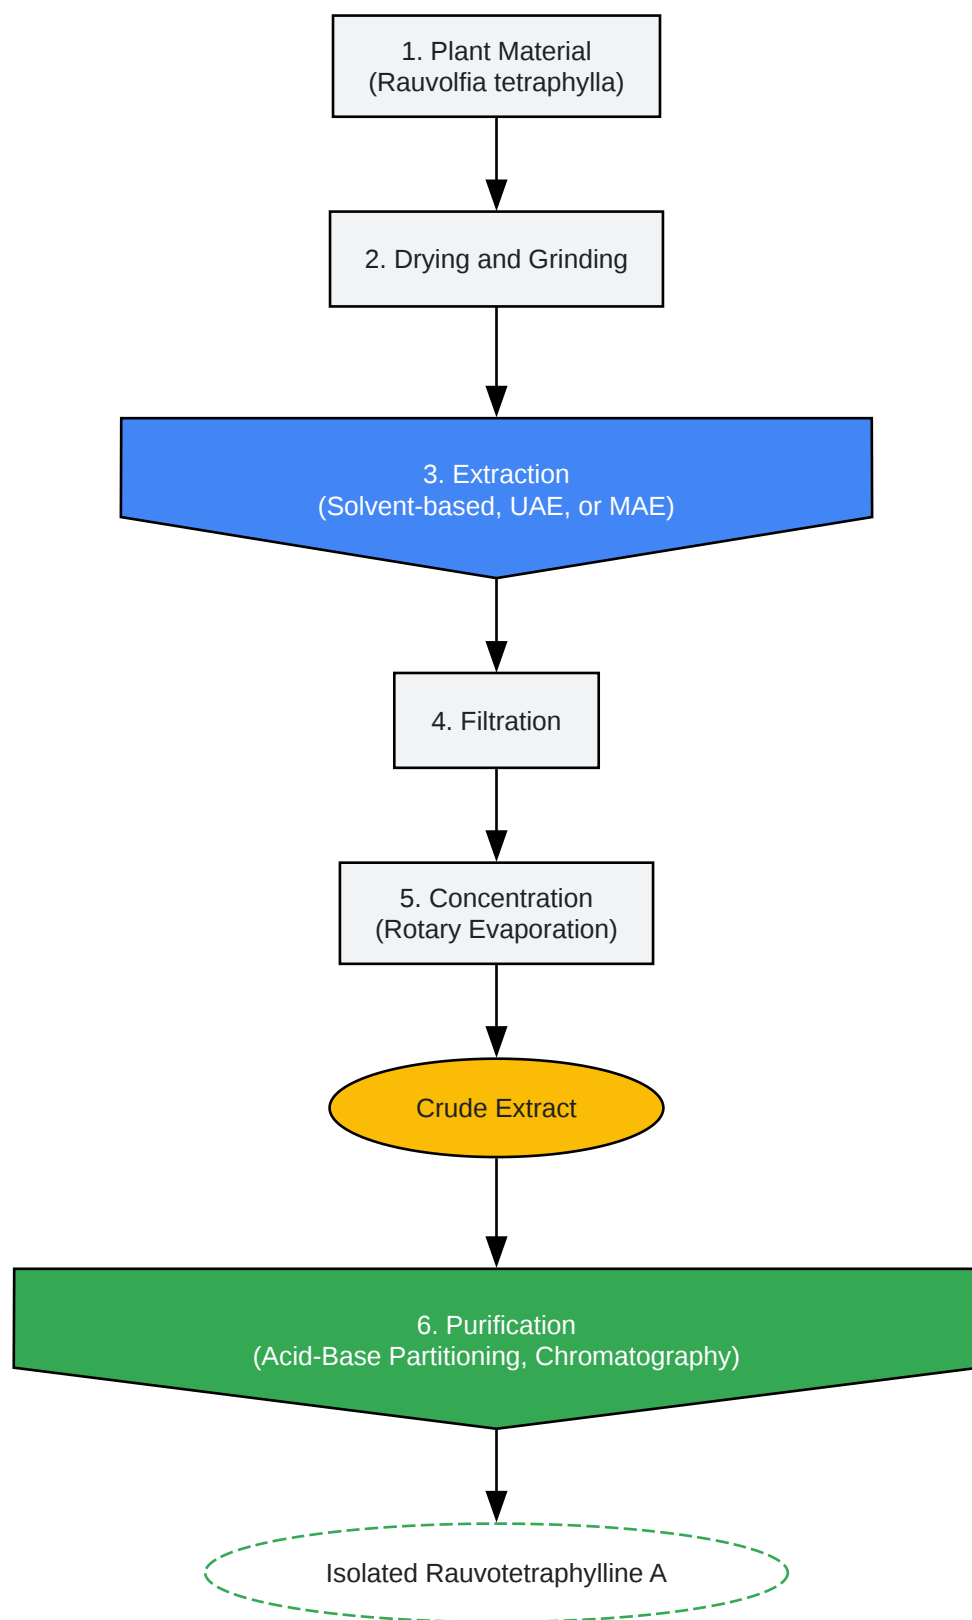 1. Plant Material
(Rauvolfia tetraphylla)
2. Drying and Grinding
3. Extraction
(Solvent-based, UAE, or MAE)
4. Filtration
5. Concentration
(Rotary Evaporation)
Crude Extract
6. Purification
(Acid-Base Partitioning, Chromatography)
Isolated Rauvotetraphylline A